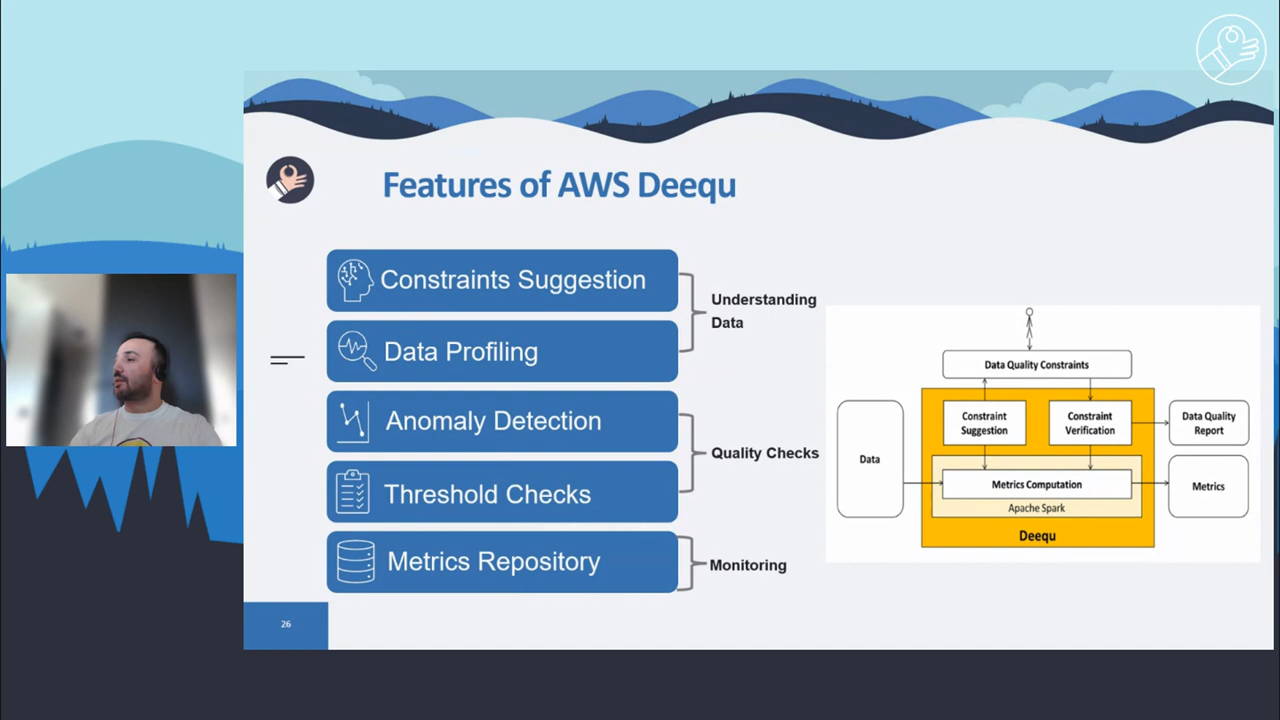 Features of AWS Deequ
Constraints Suggestion
Data Profiling
Anomaly Detection
Threshold Checks
Metrics Repository
Understanding
Data
Quality Checks
Monitoring
Data Quality Constraints
Constraint
Suggestion
Constraint
Verification
Data Quality
Report
Data
Metrics Computation
Metrics
Apache Spark
Deequ
26